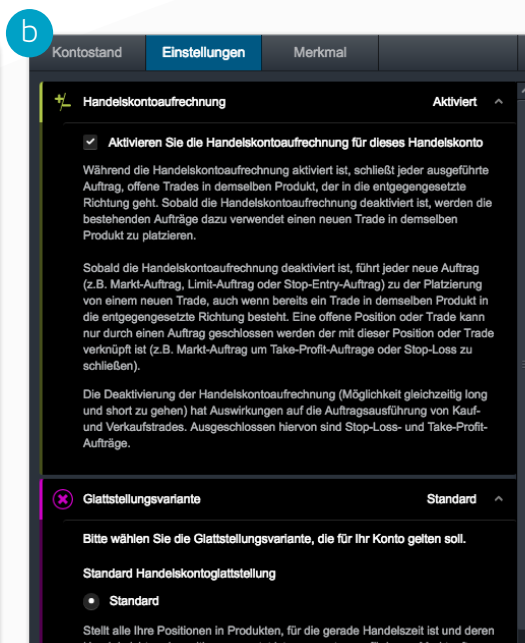 b
Kontostand Einstellungen Merkmal
Handelskontoaufrechnung Aktiviert
Aktivieren Sie die Handelskontoaufrechnung für dieses Handelskonto
Während die Handelskontoaufrechnung aktiviert ist, schließt jeder ausgeführte
Auftrag, offene Trades in demselben Produkt, der in die entgegengesetzte
Richtung geht. Sobald die Handelskontoaufrechnung deaktiviert ist, werden die
bestehenden Aufträge dazu verwendet einen neuen Trade in demselben
Produkt zu platzieren.
Sobald die Handelskontoaufrechnung deaktiviert ist, führt jeder neue Auftrag
(z.B. Markt-Auftrag, Limit-Auftrag oder Stop-Entry-Auftrag) zu der Platzierung
von einem neuen Trade, auch wenn bereits ein Trade in demselben Produkt in
die entgegengesetzte Richtung besteht. Eine offene Position oder Trade kann
nur durch einen Auftrag geschlossen werden der mit dieser Position oder Trade
verknüpft ist (z.B. Markt-Auftrag um Take-Profit-Auftrage oder Stop-Loss zu
schließen).
Die Deaktivierung der Handelskontoaufrechnung (Möglichkeit gleichzeitig long
und short zu gehen) hat Auswirkungen auf die Auftragsausführung von Kauf-
und Verkaufstrades. Ausgeschlossen hiervon sind Stop-Loss- und Take-Profit-
Aufträge.
Glattstellungsvariante Standard
Bitte wählen Sie die Glattstellungsvariante, die für Ihr Konto gelten soll.
Standard Handelskontoglattstellung
Standard
Stellt alle Ihre Positionen in Produkten, für die gerade Handelszeit ist und deren